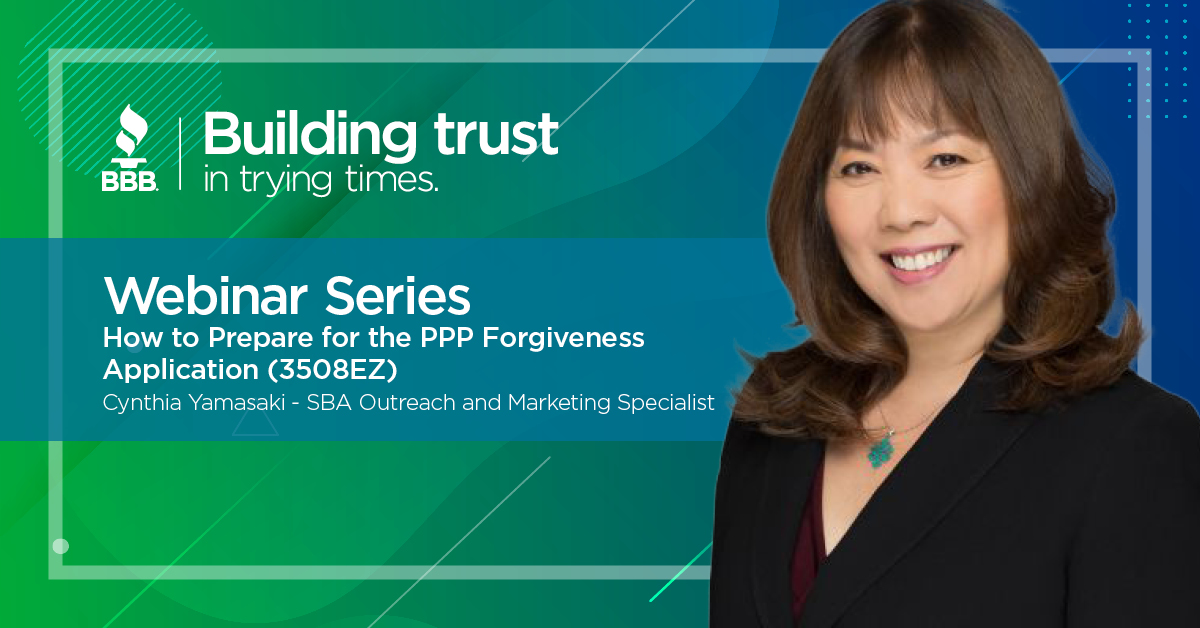 BBB.
Building trust
in trying times.
Webinar Series
How to Prepare for the PPP Forgiveness
Application (3508EZ)
Cynthia Yamasaki - SBA Outreach and Marketing Specialist